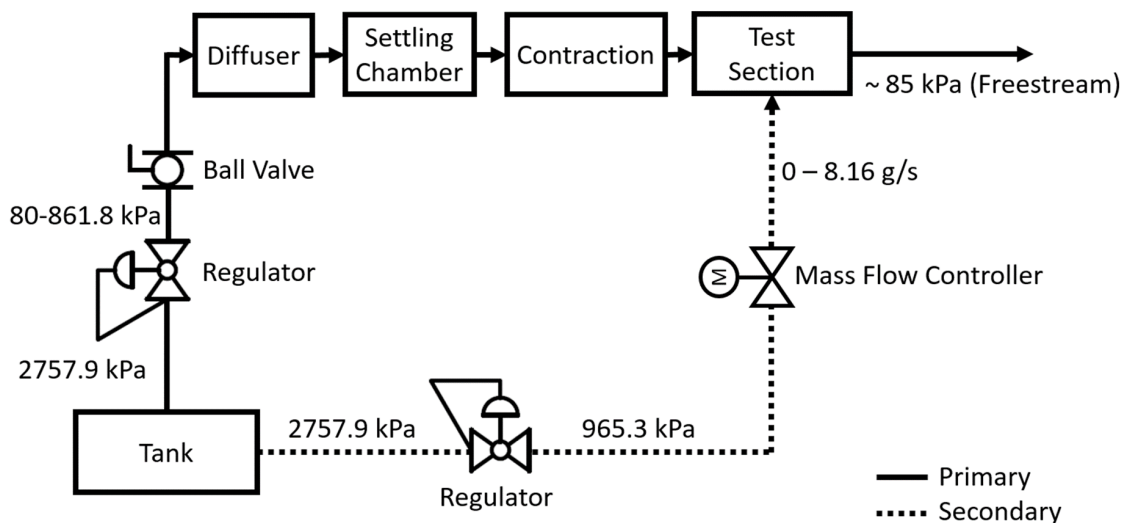 Diffuser
Settling
Chamber
Contraction
Test
Section
~ 85 kPa (Freestream)
Ball Valve
0 – 8.16 g/s
80-861.8 kPa
Regulator
M
Mass Flow Controller
2757.9 kPa
2757.9 kPa
965.3 kPa
Tank
Regulator
Primary
Secondary